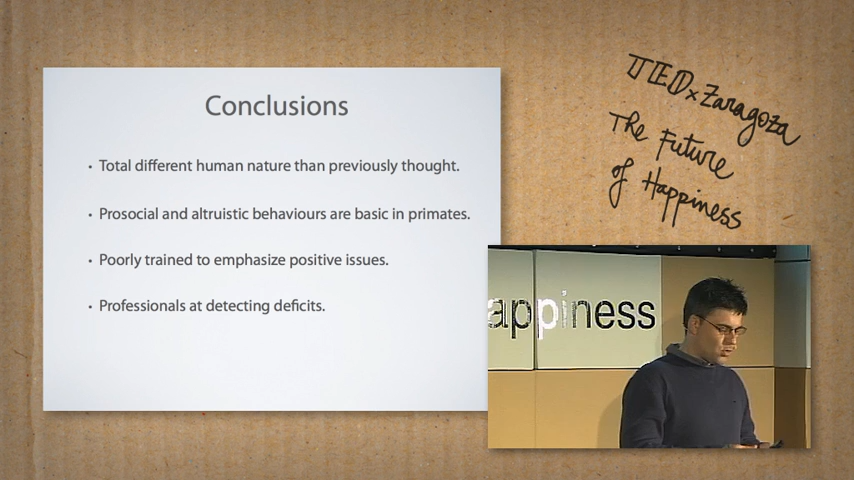 Conclusions
• Total different human nature than previously thought.
• Prosocial and altruistic behaviours are basic in primates.
• Poorly trained to emphasize positive issues.
• Professionals at detecting deficits.
TEDxZaragoza
The Future
of Happiness
appiness